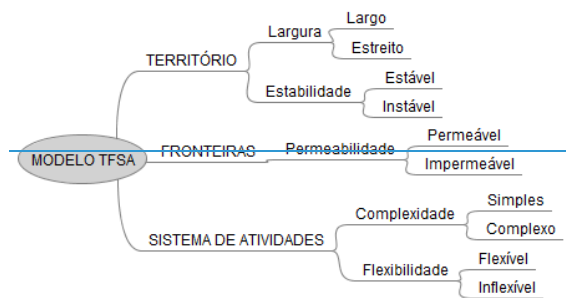 MODELO TFSA
TERRITÓRIO
Largura
Largo
Estreito
Estabilidade
Estável
Instável
FRONTEIRAS
Permeabilidade
Permeável
Impermeável
SISTEMA DE ATIVIDADES
Complexidade
Simples
Complexo
Flexibilidade
Flexível
Inflexível